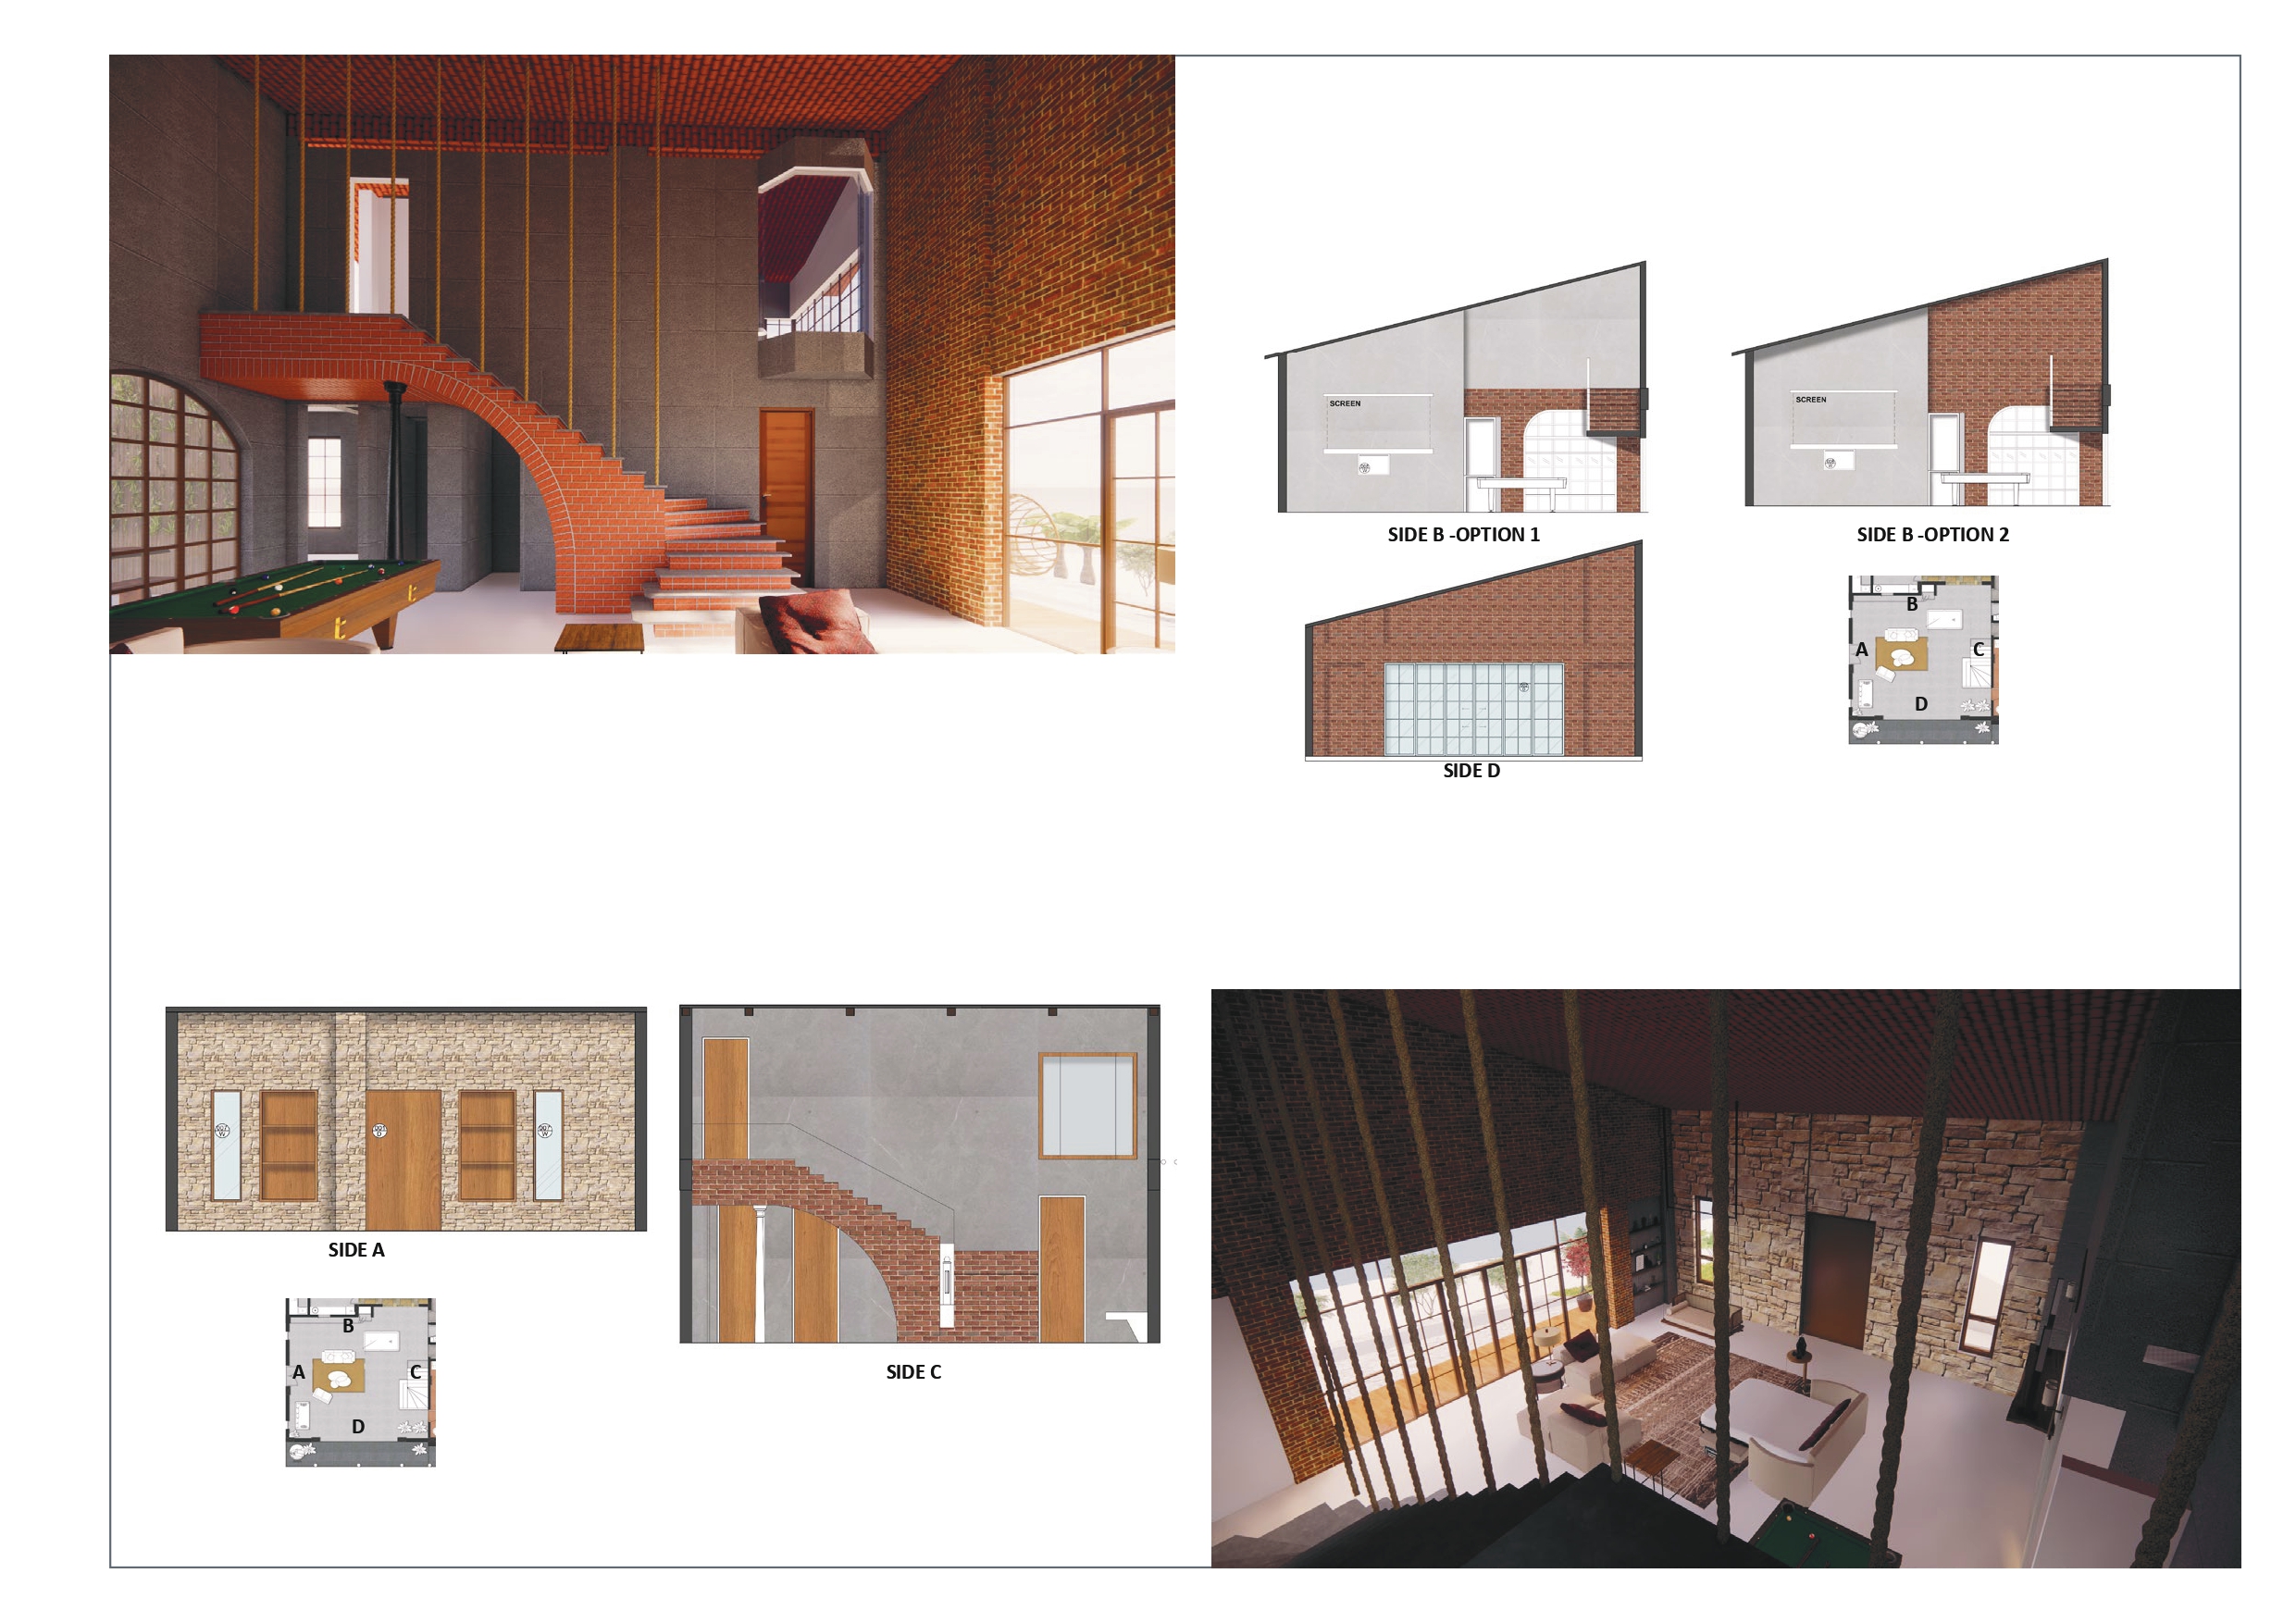 SCREEN
SCREEN
SIDE B -OPTION 1
SIDE B -OPTION 2
B
A
C
D
SIDE D
SIDE A
SIDE C
B
A
C
D